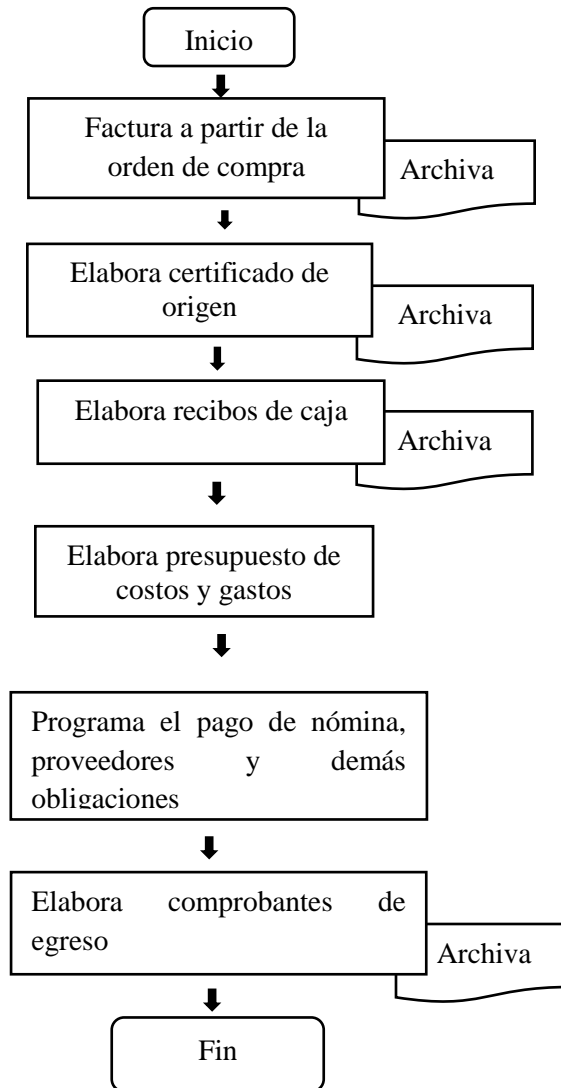 Inicio
Factura a partir de la
orden de compra
Archiva
Elabora certificado de
origen
Archiva
Elabora recibos de caja
Archiva
Elabora presupuesto de
costos y gastos
Programa el pago de nómina,
proveedores y demás
obligaciones
Elabora comprobantes de
egreso
Archiva
Fin